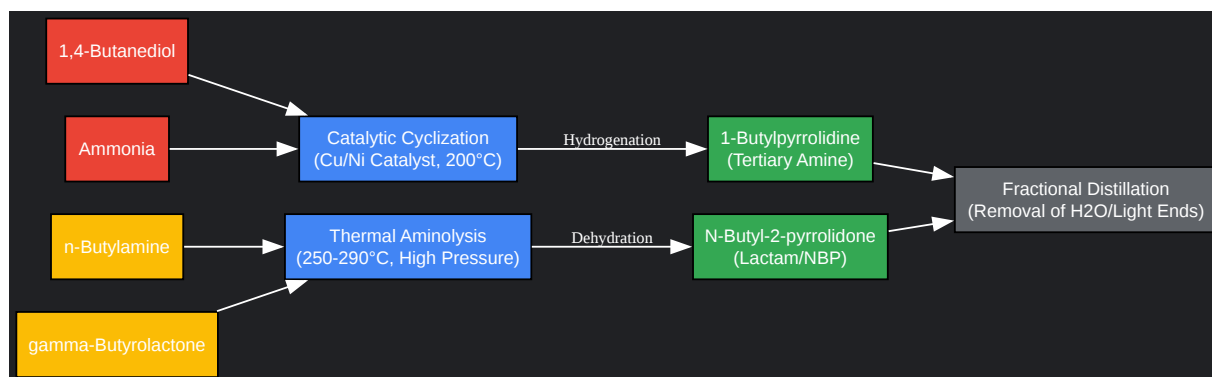 1,4-Butanediol
Ammonia
Catalytic Cyclization
(Cu/Ni Catalyst, 200°C)
Hydrogenation
1-Butylpyrrolidine
(Tertiary Amine)
Fractional Distillation
(Removal of H2O/Light Ends)
n-Butylamine
Thermal Aminolysis
(250-290°C, High Pressure)
Dehydration
N-Butyl-2-pyrrolidone
(Lactam/NBP)
gamma-Butyrolactone